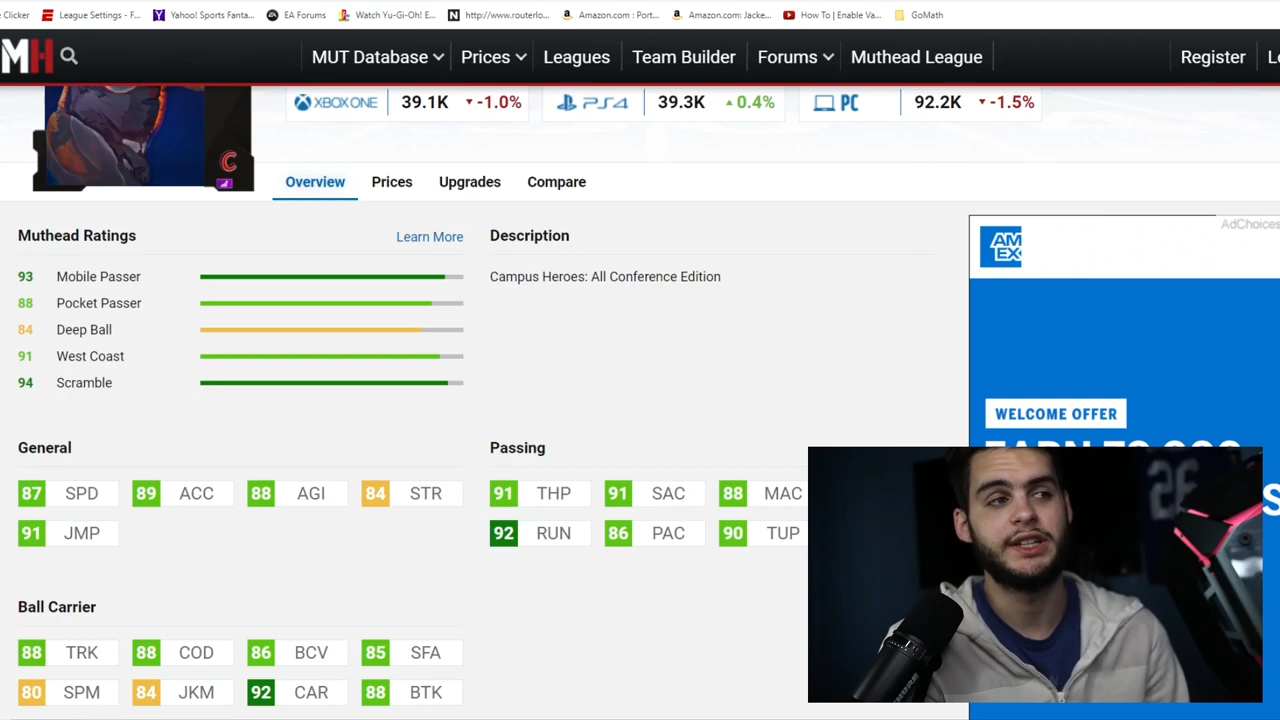 Clicker League Settings - F... Yahoo! Sports Fanta... EA Forums Watch Yu-Gi-Oh! E... http://www.routerlo... Amazon.com : Port... Amazon.com: Jacke... How To | Enable Va... GoMath
MH MUT Database Prices Leagues Team Builder Forums Muthead League Register
XBOX ONE 39.1K -1.0% PS4 39.3K 0.4% PC 92.2K -1.5%
C
Overview Prices Upgrades Compare
AdChoices
Muthead Ratings Learn More Description
AM
EX
93 Mobile Passer Campus Heroes: All Conference Edition
88 Pocket Passer
84 Deep Ball
91 West Coast
94 Scramble
WELCOME OFFER
General Passing
87 SPD 89 ACC 88 AGI 84 STR 91 THP 91 SAC 88 MAC
91 JMP 92 RUN 86 PAC 90 TUP
26
Ball Carrier
88 TRK 88 COD 86 BCV 85 SFA
80 SPM 84 JKM 92 CAR 88 BTK
SHURE